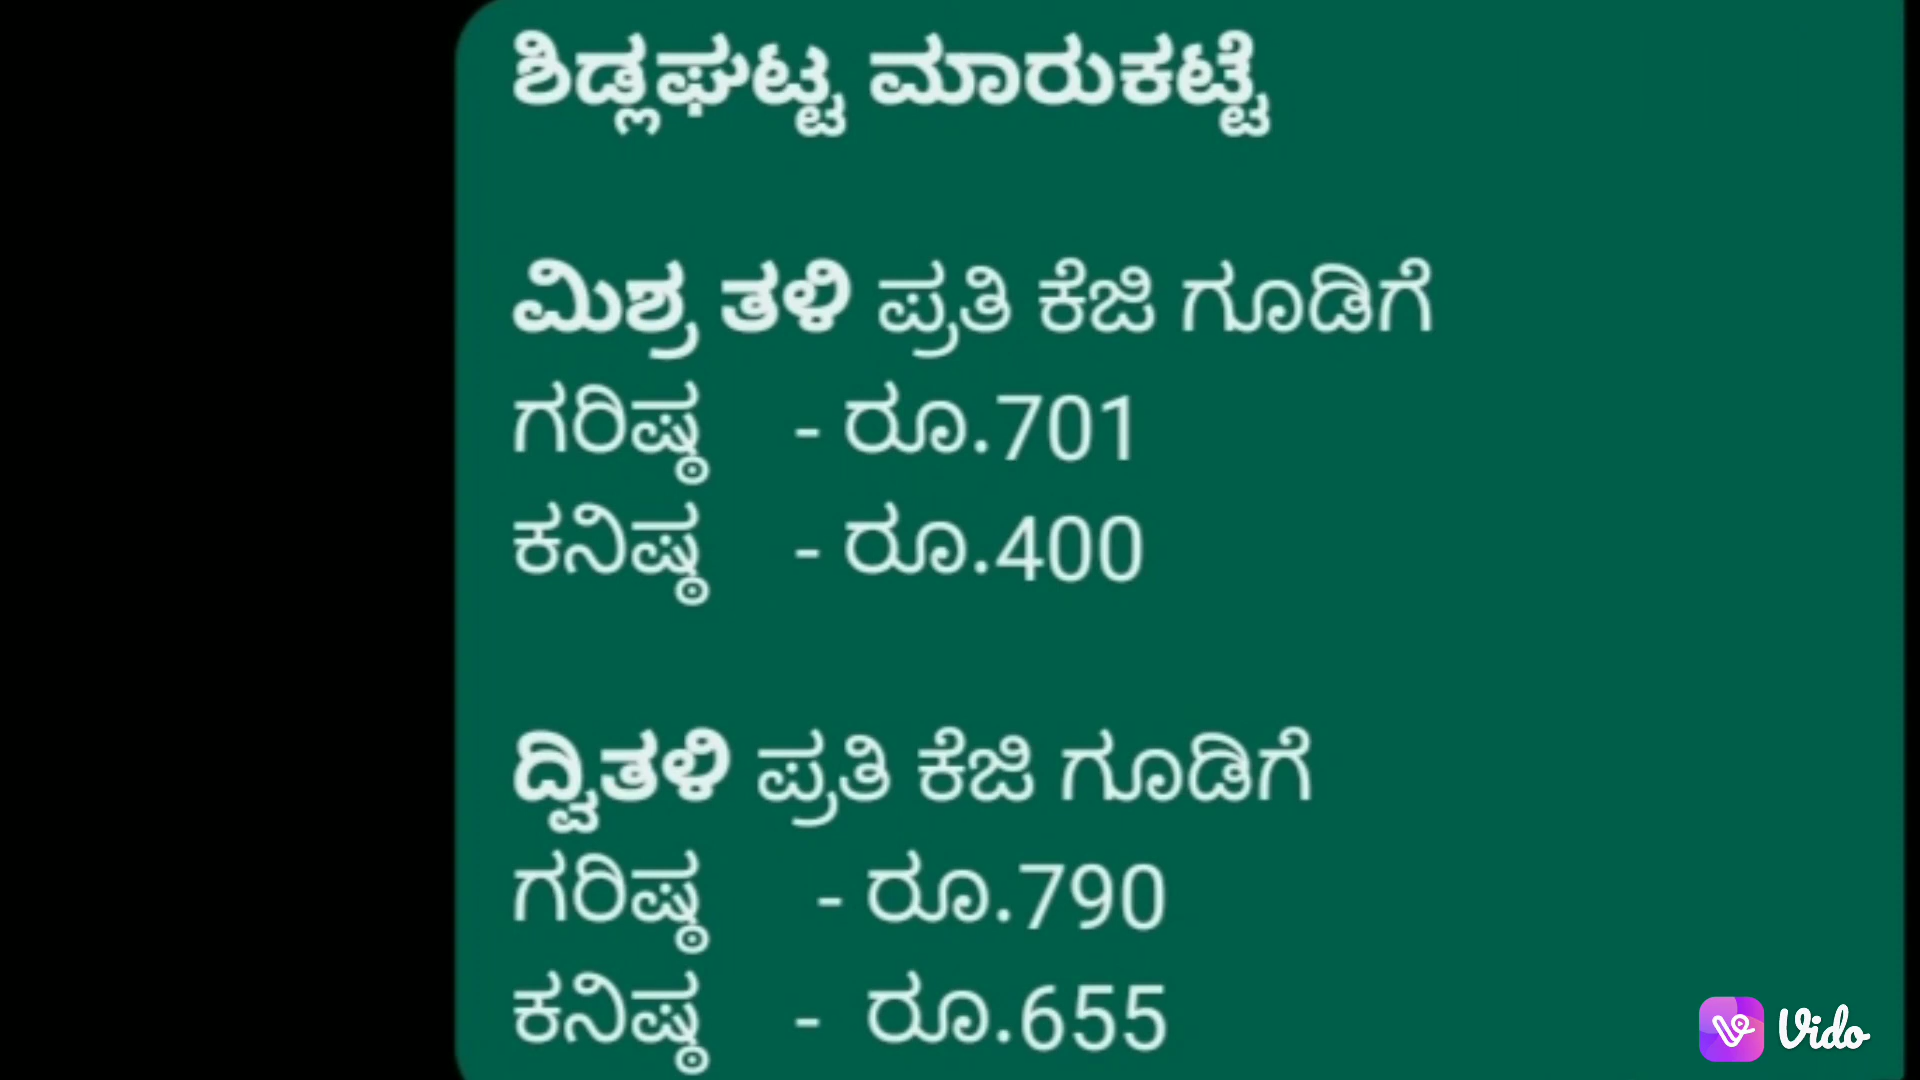 ಶಿಡ್ಲಘಟ್ಟ ಮಾರುಕಟ್ಟೆ
ಮಿಶ್ರ ತಳಿ ಪ್ರತಿ ಕೆಜಿ ಗೂಡಿಗೆ
ಗರಿಷ್ಠ - ರೂ.701
ಕನಿಷ್ಠ - ರೂ.400
ದ್ವಿತಳಿ ಪ್ರತಿ ಕೆಜಿ ಗೂಡಿಗೆ
ಗರಿಷ್ಠ - ರೂ.790
ಕನಿಷ್ಠ - ರೂ.655
Vido